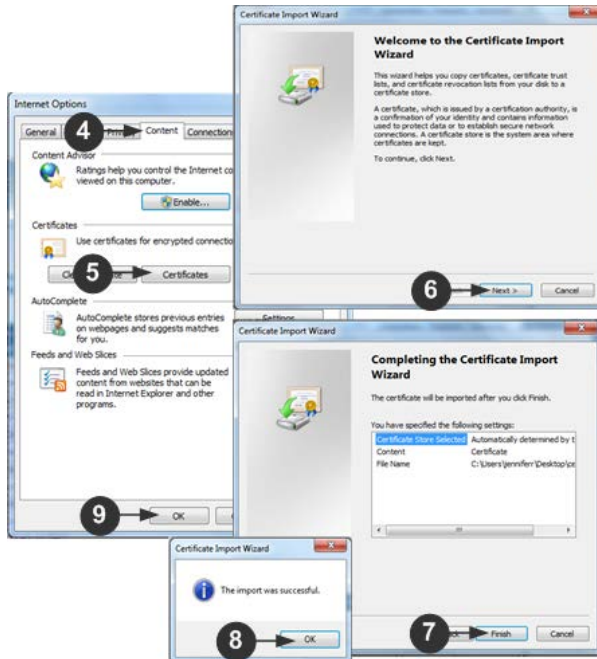 Certificate Import Wizard
Welcome to the Certificate Import
Wizard
This wizard helps you copy certificates, certificate trust
lists, and certificate revocation lists from your disk to a
certificate store.
A certificate, which is issued by a certification authority, is
a confirmation of your identity and contains information
used to protect data or to establish secure network
connections. A certificate store is the system area where
certificates are kept.
To continue, click Next.
6
Next >
Cancel
Internet Options
4
General
Content
Connections
Content Advisor
Ratings help you control the Internet co
viewed on this computer.
Enable...
Certificates
Use certificates for encrypted connectio
5
Certificates
AutoComplete
AutoComplete stores previous entries
on webpages and suggests matches
for you.
Settings
Feeds and Web Slices
Feeds and Web Slices provide updated
content from websites that can be
read in Internet Explorer and other
programs.
9
OK
Certificate Import Wizard
Completing the Certificate Import
Wizard
The certificate will be imported after you click Finish.
You have specified the following settings:
Certificate Store Selected Automatically determined by t
Content Certificate
File Name C:\Users\jenniferr\Desktop\ce
7
Finish
Cancel
Certificate Import Wizard
The import was successful.
8
OK